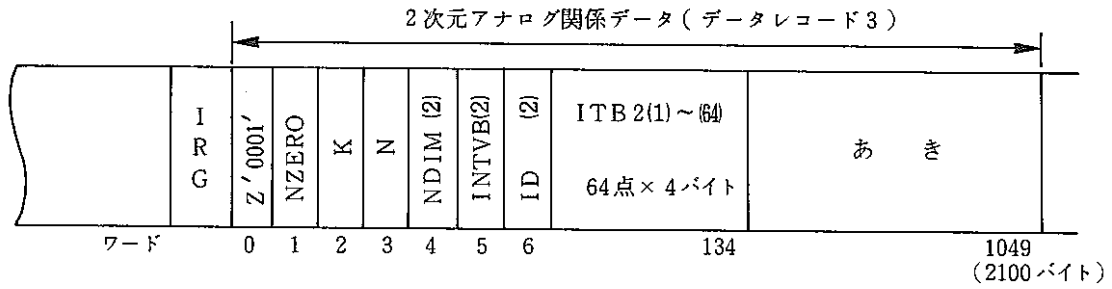 2次元アナログ関係データ(データレコード3)
IRG
Z'0001'
NZERO
K
N
NDIM(2)
INTVB(2)
ID (2)
ITB2(1)~(64)
64点×4バイト
あき
ワード 0 1 2 3 4 5 6 134 1049
(2100バイト)